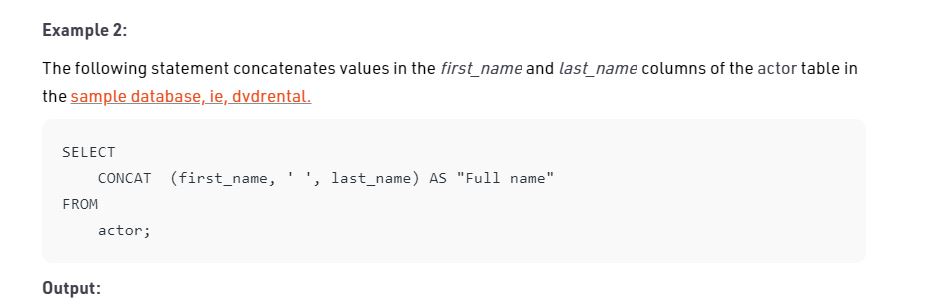 Example 2:
The following statement concatenates values in the first_name and last_name columns of the actor table in
the sample database, ie, dvdrental.
SELECT
    CONCAT  (first_name, ' ', last_name) AS "Full name"
FROM
    actor;
Output: